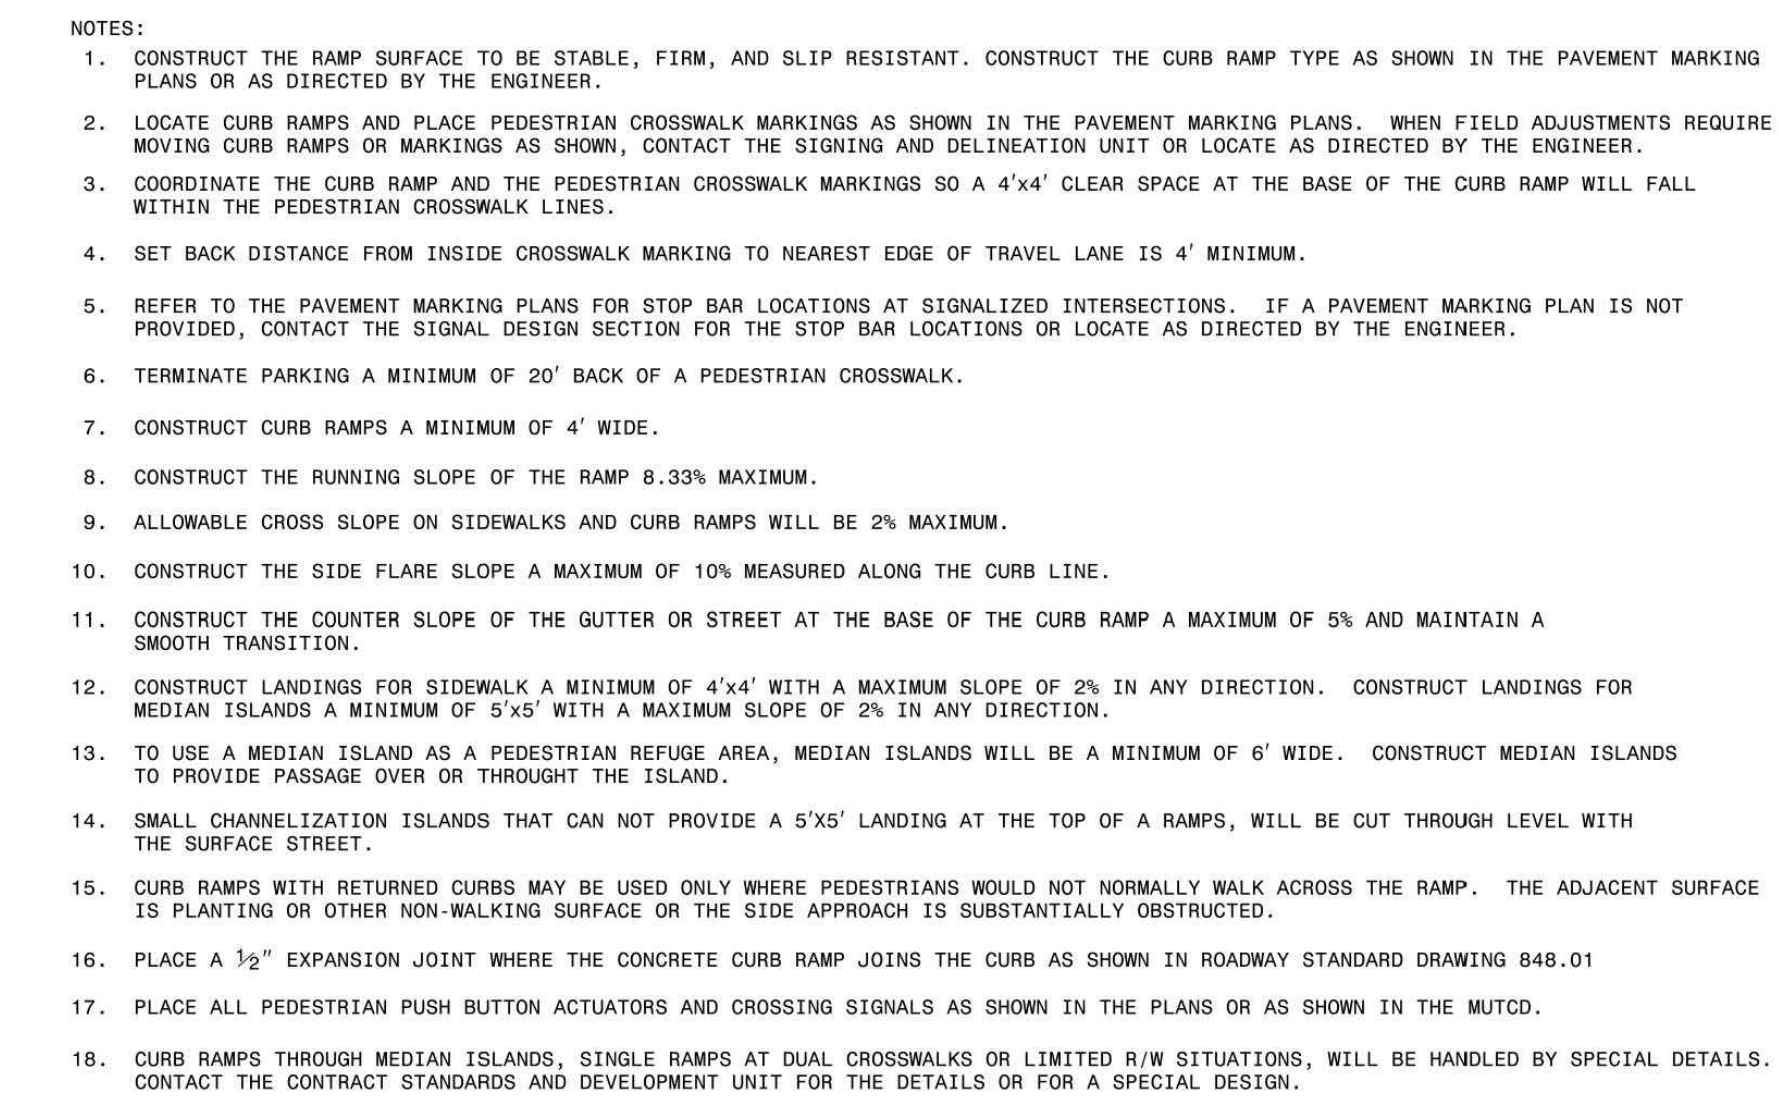 NOTES:
1. CONSTRUCT THE RAMP SURFACE TO BE STABLE, FIRM, AND SLIP RESISTANT. CONSTRUCT THE CURB RAMP TYPE AS SHOWN IN THE PAVEMENT MARKING
PLANS OR AS DIRECTED BY THE ENGINEER.
2. LOCATE CURB RAMPS AND PLACE PEDESTRIAN CROSSWALK MARKINGS AS SHOWN IN THE PAVEMENT MARKING PLANS. WHEN FIELD ADJUSTMENTS REQUIRE
MOVING CURB RAMPS OR MARKINGS AS SHOWN, CONTACT THE SIGNING AND DELINEATION UNIT OR LOCATE AS DIRECTED BY THE ENGINEER.
3. COORDINATE THE CURB RAMP AND THE PEDESTRIAN CROSSWALK MARKINGS SO A 4'x4' CLEAR SPACE AT THE BASE OF THE CURB RAMP WILL FALL
WITHIN THE PEDESTRIAN CROSSWALK LINES.
4. SET BACK DISTANCE FROM INSIDE CROSSWALK MARKING TO NEAREST EDGE OF TRAVEL LANE IS 4' MINIMUM.
5. REFER TO THE PAVEMENT MARKING PLANS FOR STOP BAR LOCATIONS AT SIGNALIZED INTERSECTIONS. IF A PAVEMENT MARKING PLAN IS NOT
PROVIDED, CONTACT THE SIGNAL DESIGN SECTION FOR THE STOP BAR LOCATIONS OR LOCATE AS DIRECTED BY THE ENGINEER.
6. TERMINATE PARKING A MINIMUM OF 20' BACK OF A PEDESTRIAN CROSSWALK.
7. CONSTRUCT CURB RAMPS A MINIMUM OF 4' WIDE.
8. CONSTRUCT THE RUNNING SLOPE OF THE RAMP 8.33% MAXIMUM.
9. ALLOWABLE CROSS SLOPE ON SIDEWALKS AND CURB RAMPS WILL BE 2% MAXIMUM.
10. CONSTRUCT THE SIDE FLARE SLOPE A MAXIMUM OF 10% MEASURED ALONG THE CURB LINE.
11. CONSTRUCT THE COUNTER SLOPE OF THE GUTTER OR STREET AT THE BASE OF THE CURB RAMP A MAXIMUM OF 5% AND MAINTAIN A
SMOOTH TRANSITION.
12. CONSTRUCT LANDINGS FOR SIDEWALK A MINIMUM OF 4'x4' WITH A MAXIMUM SLOPE OF 2% IN ANY DIRECTION. CONSTRUCT LANDINGS FOR
MEDIAN ISLANDS A MINIMUM OF 5'x5' WITH A MAXIMUM SLOPE OF 2% IN ANY DIRECTION.
13. TO USE A MEDIAN ISLAND AS A PEDESTRIAN REFUGE AREA, MEDIAN ISLANDS WILL BE A MINIMUM OF 6' WIDE. CONSTRUCT MEDIAN ISLANDS
TO PROVIDE PASSAGE OVER OR THROUGHT THE ISLAND.
14. SMALL CHANNELIZATION ISLANDS THAT CAN NOT PROVIDE A 5'X5' LANDING AT THE TOP OF A RAMPS, WILL BE CUT THROUGH LEVEL WITH
THE SURFACE STREET.
15. CURB RAMPS WITH RETURNED CURBS MAY BE USED ONLY WHERE PEDESTRIANS WOULD NOT NORMALLY WALK ACROSS THE RAMP. THE ADJACENT SURFACE
IS PLANTING OR OTHER NON-WALKING SURFACE OR THE SIDE APPROACH IS SUBSTANTIALLY OBSTRUCTED.
16. PLACE A ½" EXPANSION JOINT WHERE THE CONCRETE CURB RAMP JOINS THE CURB AS SHOWN IN ROADWAY STANDARD DRAWING 848.01
17. PLACE ALL PEDESTRIAN PUSH BUTTON ACTUATORS AND CROSSING SIGNALS AS SHOWN IN THE PLANS OR AS SHOWN IN THE MUTCD.
18. CURB RAMPS THROUGH MEDIAN ISLANDS, SINGLE RAMPS AT DUAL CROSSWALKS OR LIMITED R/W SITUATIONS, WILL BE HANDLED BY SPECIAL DETAILS.
CONTACT THE CONTRACT STANDARDS AND DEVELOPMENT UNIT FOR THE DETAILS OR FOR A SPECIAL DESIGN.